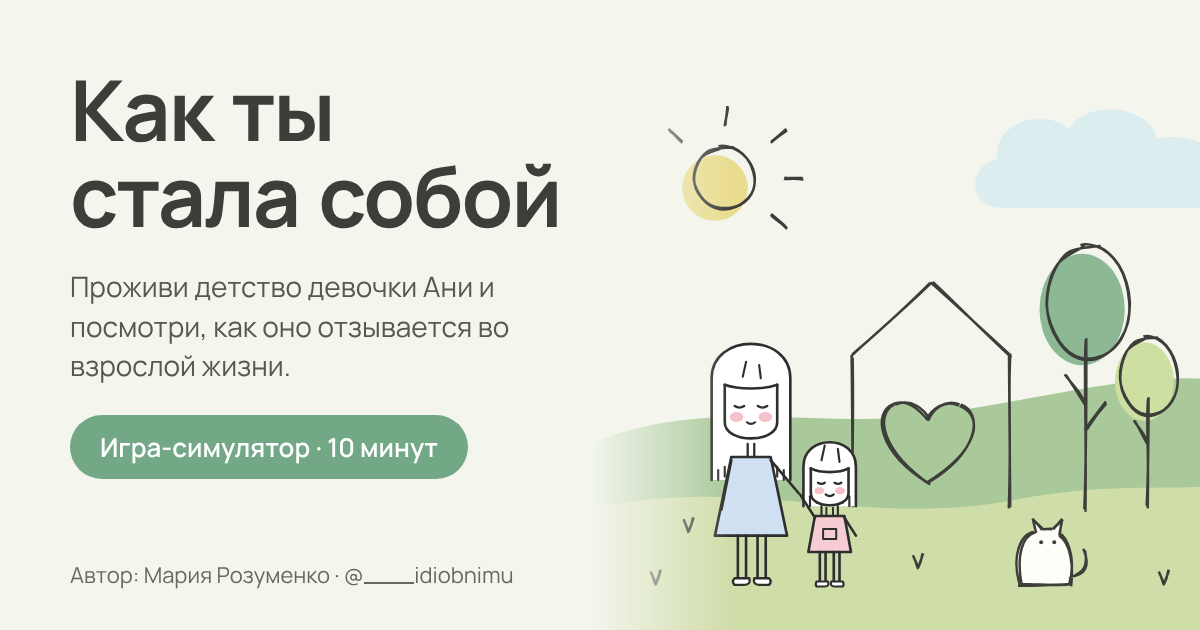 Как ты
стала собой
Проживи детство девочки Ани и
посмотри, как оно отзывается во
взрослой жизни.
Игра-симулятор · 10 минут
Автор: Мария Розуменко · @____idiobnimu